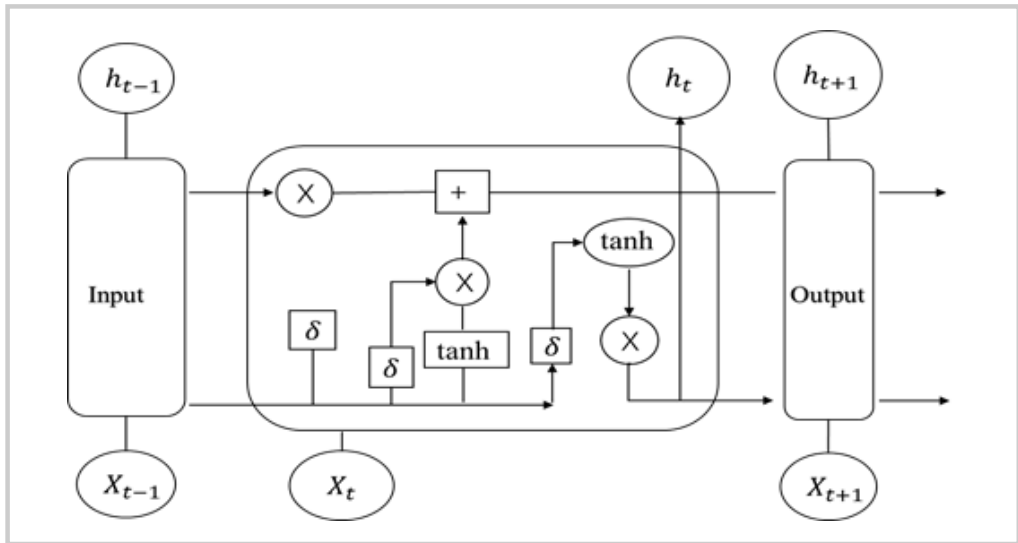 h_{t-1}
h_t
h_{t+1}
X
+
tanh
X
Input
Output
δ
δ
tanh
δ
X
X_{t-1}
X_t
X_{t+1}